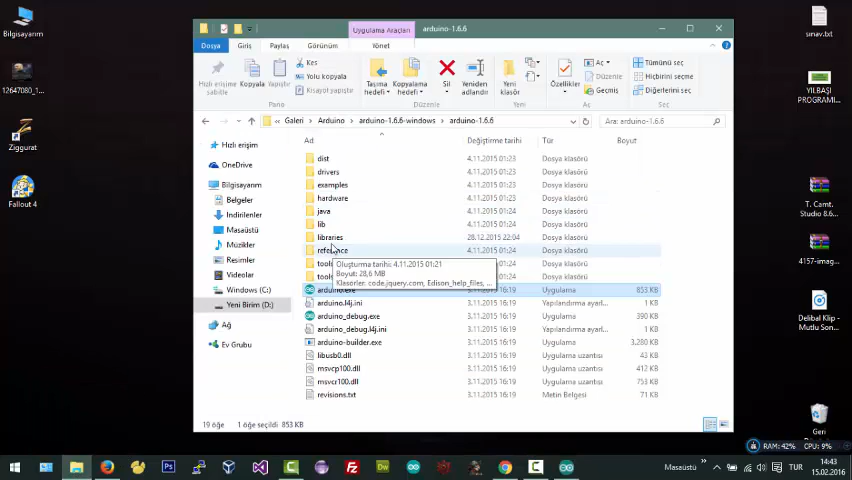 Bilgisayarım
12647080_1...
Ziggurat
Fallout 4
Uygulama Araçları
arduino-1.6.6
Dosya
Giriş
Paylaş
Görünüm
Yönet
Hızlı erişime
sabitle
Kopyala
Yapıştır
Kes
Yolu kopyala
Kısayol yapıştır
Pano
Taşıma
hedefi
Kopyalama
hedefi
Sil
Yeniden
adlandır
Düzenle
Yeni
klasör
Yeni
Özellikler
Aç
Düzenle
Geçmiş
Aç
Tümünü seç
Hiçbirini seçme
Diğerlerini seç
Seç
Galeri
Arduino
arduino-1.6.6-windows
arduino-1.6.6
Ara: arduino-1.6.6
Hızlı erişim
OneDrive
Bilgisayarım
Belgeler
İndirilenler
Masaüstü
Müzikler
Resimler
Videolar
Windows (C:)
Yeni Birim (D:)
Ağ
Ev Grubu
Ad Değiştirme tarihi Tür Boyut
dist 4.11.2015 01:23 Dosya klasörü
drivers 4.11.2015 01:23 Dosya klasörü
examples 4.11.2015 01:23 Dosya klasörü
hardware 4.11.2015 01:23 Dosya klasörü
java 4.11.2015 01:24 Dosya klasörü
lib 4.11.2015 01:24 Dosya klasörü
libraries 28.12.2015 22:04 Dosya klasörü
reference 4.11.2015 01:24 Dosya klasörü
tools Dosya klasörü
Dosya klasörü
Oluşturma tarihi: 4.11.2015 01:21
Boyut: 28,6 MB
Klasörler: code.jquery.com, Edison_help_files, ...
arduino.exe 3.11.2015 16:19 Uygulama 853 KB
arduino.l4j.ini 3.11.2015 16:19 Yapılandırma ayarl... 1 KB
arduino_debug.exe 3.11.2015 16:19 Uygulama 390 KB
arduino_debug.l4j.ini 3.11.2015 16:19 Yapılandırma ayarl... 1 KB
arduino-builder.exe 3.11.2015 16:19 Uygulama 3.280 KB
libusb0.dll 3.11.2015 16:19 Uygulama uzantısı 43 KB
msvcp100.dll 3.11.2015 16:19 Uygulama uzantısı 412 KB
msvcr100.dll 3.11.2015 16:19 Uygulama uzantısı 753 KB
revisions.txt 3.11.2015 16:19 Metin Belgesi 71 KB
19 öğe 1 öğe seçildi 853 KB
sınav.txt
YILBAŞI
PROGRAMI...
T. Camt.
Studio 8.6...
4157-imag...
Delibal Klip -
Mutlu Son...
Geri
RAM: 42% CPU: 9%
Masaüstü
TUR
14:43
15.02.2016